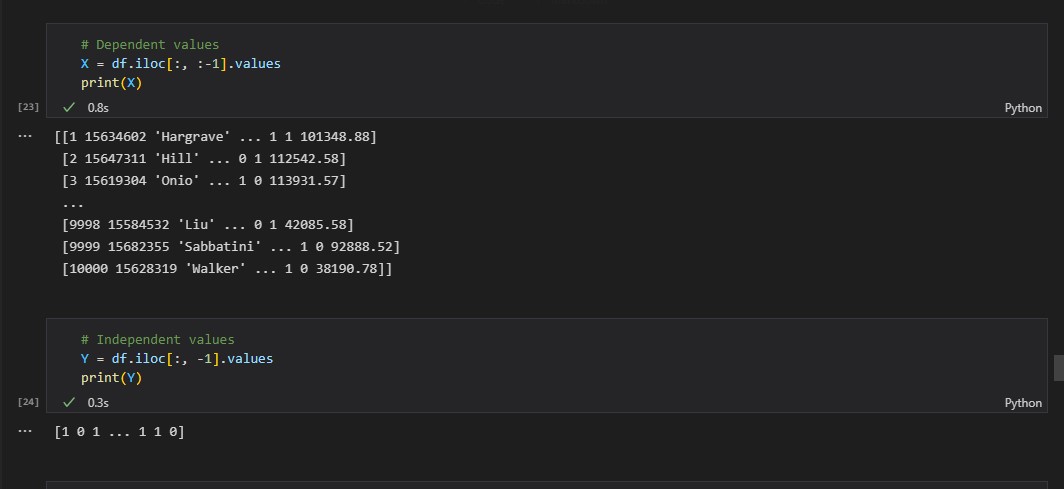 # Dependent values
X = df.iloc[:, :-1].values
print(X)
[23]
0.8s
Python
...
[[1 15634602 'Hargrave' ... 1 1 101348.88]
[2 15647311 'Hill' ... 0 1 112542.58]
[3 15619304 'Onio' ... 1 0 113931.57]
...
[9998 15584532 'Liu' ... 0 1 42085.58]
[9999 15682355 'Sabbatini' ... 1 0 92888.52]
[10000 15628319 'Walker' ... 1 0 38190.78]]
# Independent values
Y = df.iloc[:, -1].values
print(Y)
[24]
0.3s
Python
...
[1 0 1 ... 1 1 0]